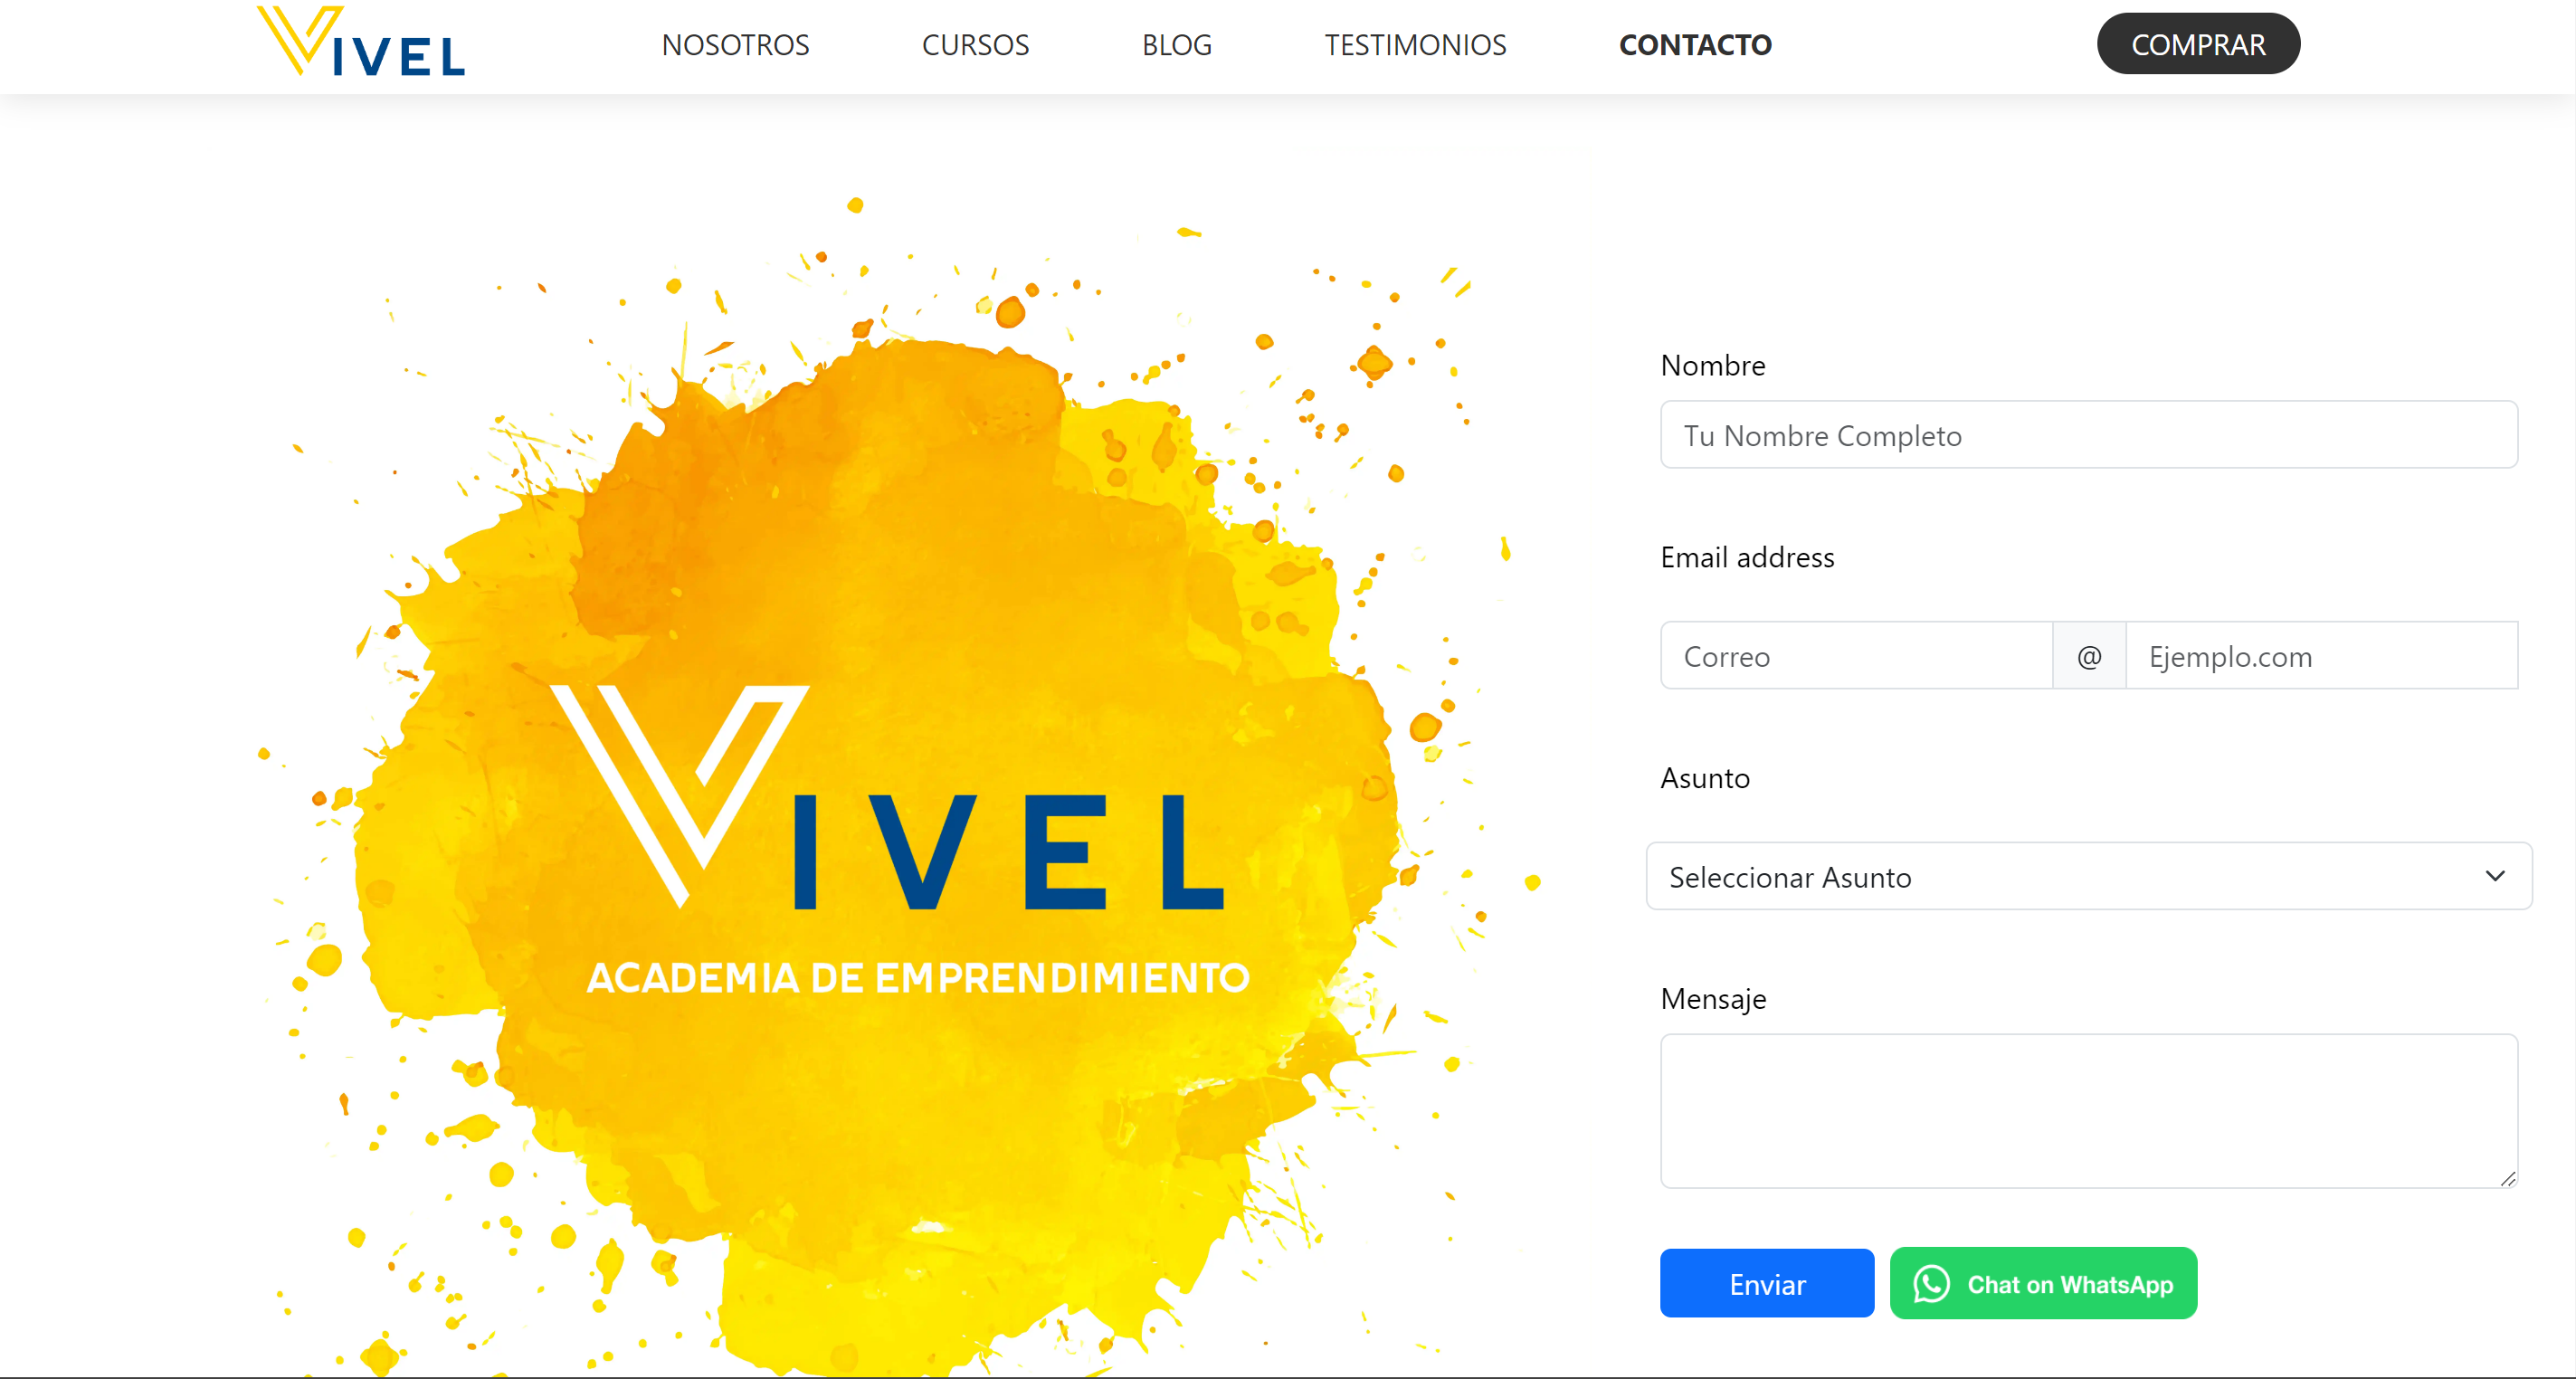 VIVEL
NOSOTROS
CURSOS
BLOG
TESTIMONIOS
CONTACTO
COMPRAR
VIVEL
ACADEMIA DE EMPRENDIMIENTO
Nombre
Tu Nombre Completo
Email address
Correo @ Ejemplo.com
Asunto
Seleccionar Asunto
Mensaje
Enviar
Chat on WhatsApp